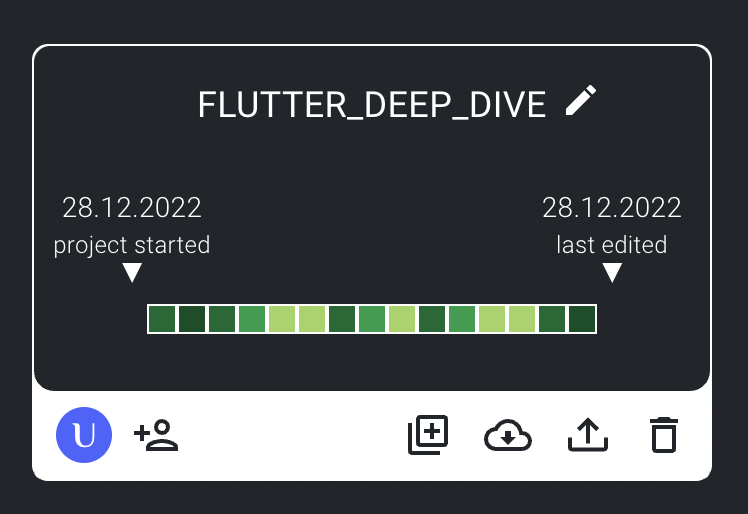 FLUTTER_DEEP_DIVE
28.12.2022 28.12.2022
project started last edited
U